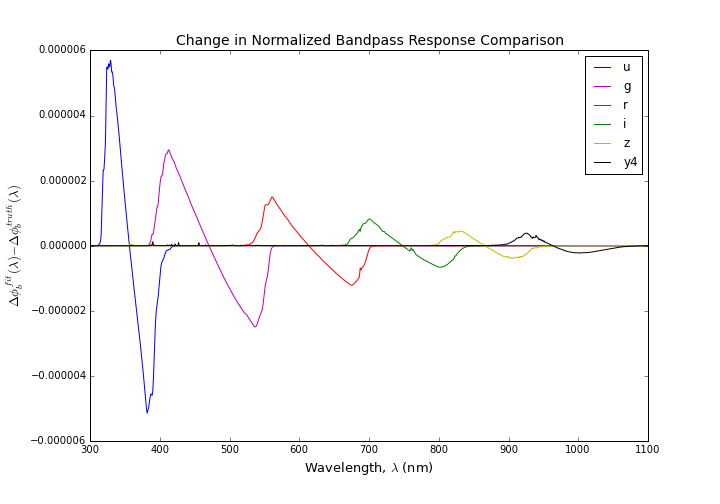 Change in Normalized Bandpass Response Comparison
0.000006
0.000004
0.000002
0.000000
−0.000002
−0.000004
−0.000006
Δϕ_b^{fit}(λ)−Δϕ_b^{truth}(λ)
u
g
r
i
z
y4
300 400 500 600 700 800 900 1000 1100
Wavelength, λ (nm)